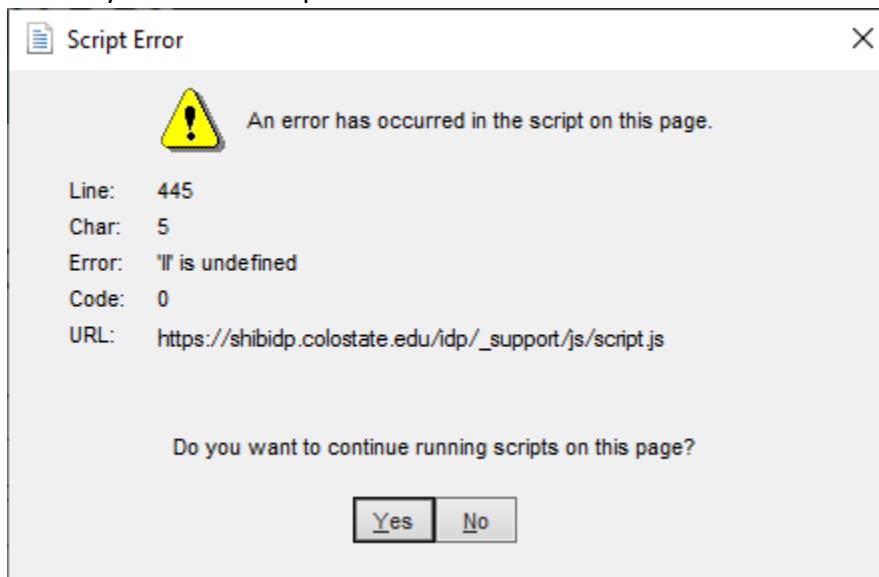 Script Error
An error has occurred in the script on this page.
Line: 445
Char: 5
Error: 'll' is undefined
Code: 0
URL: https://shibidp.colostate.edu/idp/_support/js/script.js
Do you want to continue running scripts on this page?
Yes No